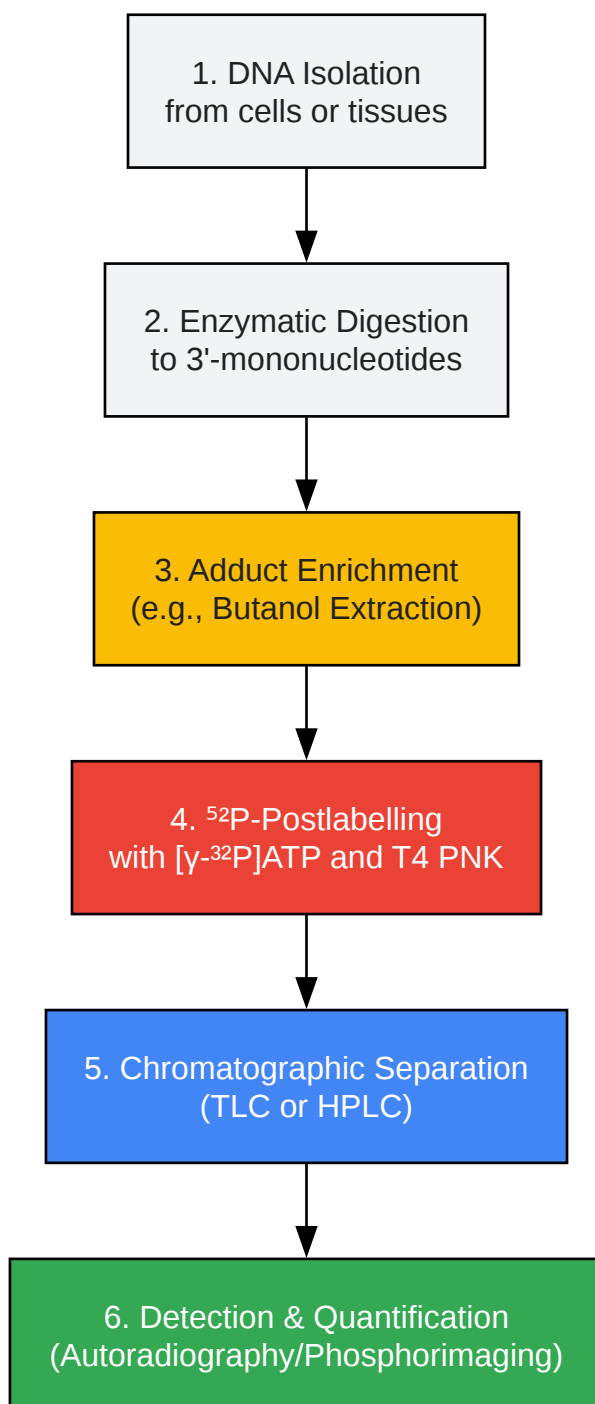 1. DNA Isolation
from cells or tissues
2. Enzymatic Digestion
to 3'-mononucleotides
3. Adduct Enrichment
(e.g., Butanol Extraction)
4. ⁵²P-Postlabelling
with [γ-³²P]ATP and T4 PNK
5. Chromatographic Separation
(TLC or HPLC)
6. Detection & Quantification
(Autoradiography/Phosphorimaging)